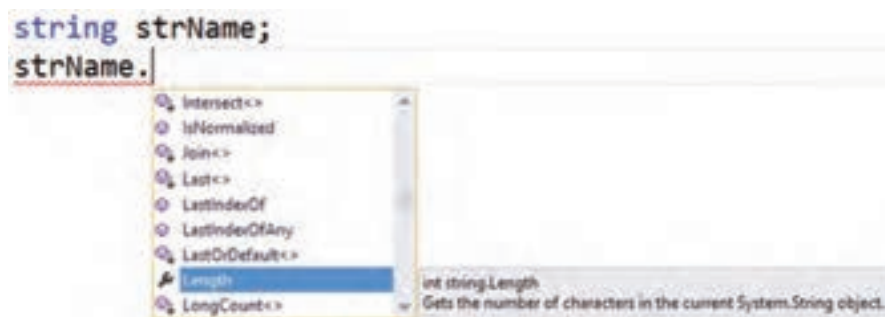 string strName;
strName.
Intersect<>
IsNormalized
Join<>
Last<>
LastIndexOf
LastIndexOfAny
LastOrDefault<>
Length
int string.Length
LongCount<>
Gets the number of characters in the current System.String object.